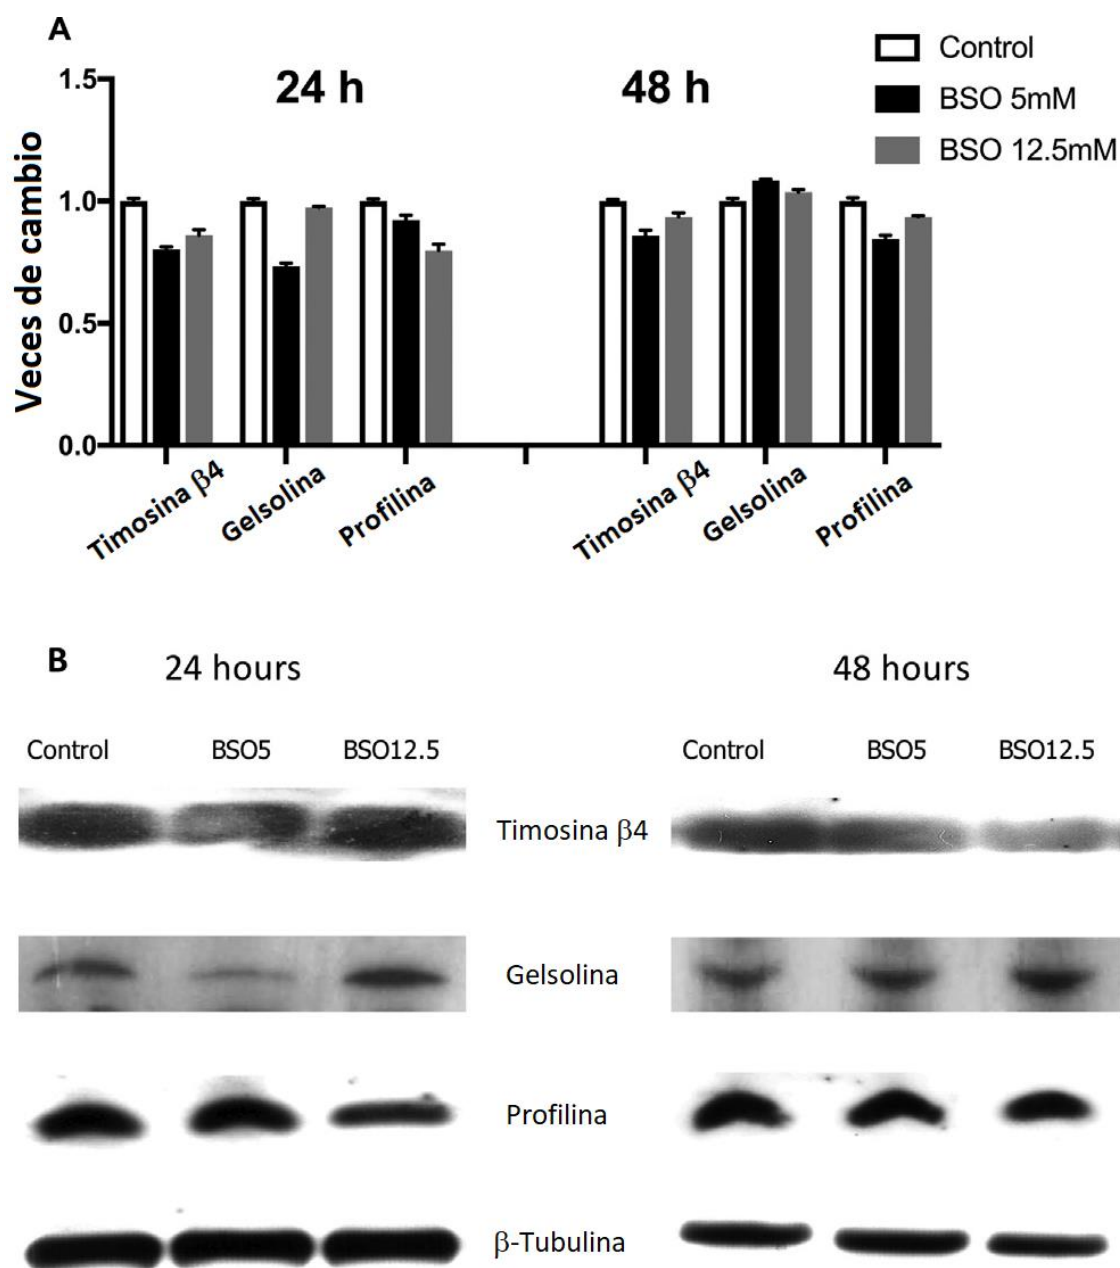 A
Control
BSO 5mM
BSO 12.5mM
24 h
48 h
Veces de cambio
1.5
1.0
0.5
0.0
Timosina β4
Gelsolina
Profilina
Timosina β4
Gelsolina
Profilina
B
24 hours
48 hours
Control BSO5 BSO12.5
Control BSO5 BSO12.5
Timosina β4
Gelsolina
Profilina
β-Tubulina